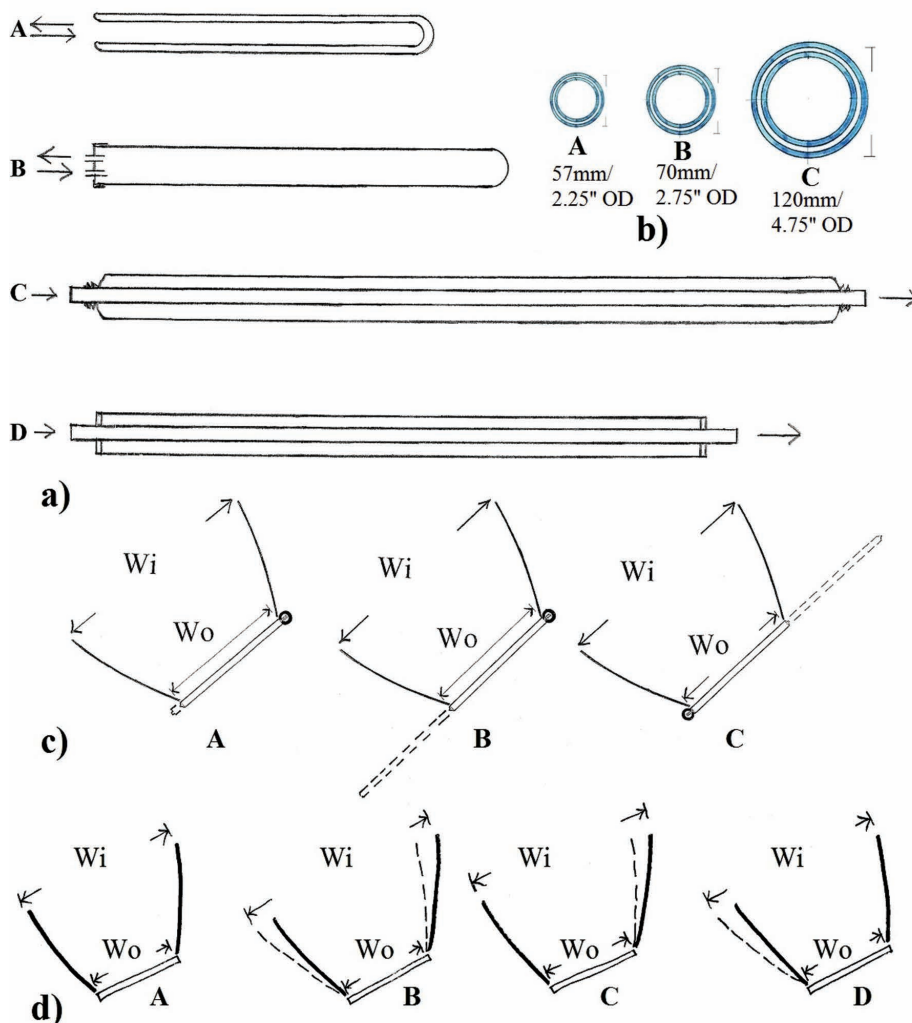 A
B
C
D
a)
A
57mm/
2.25" OD
B
70mm/
2.75" OD
C
120mm/
4.75" OD
b)
Wi
Wo
A
Wi
Wo
B
Wi
Wo
C
c)
Wi
Wo
A
Wi
Wo
B
Wi
Wo
C
Wi
Wo
D
d)